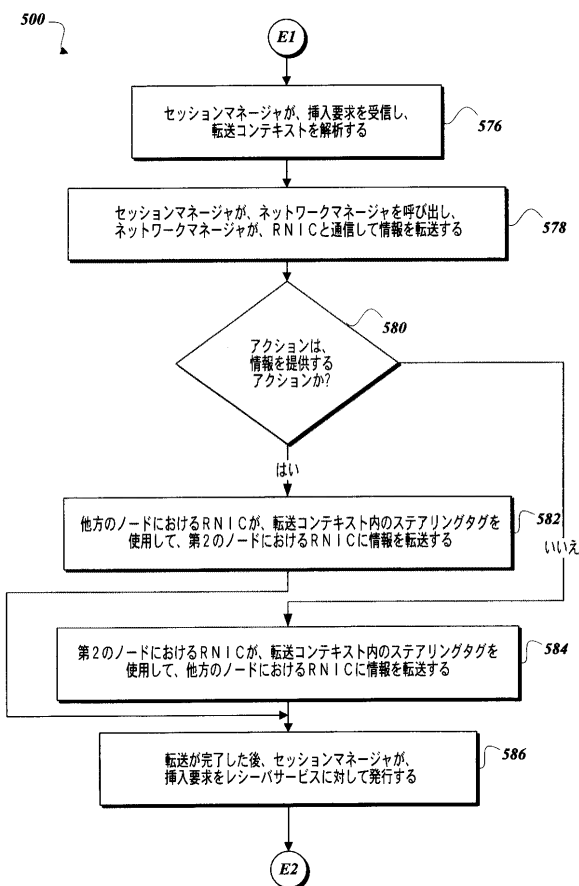 500
E1
セッションマネージャが、挿入要求を受信し、
転送コンテキストを解析する
576
セッションマネージャが、ネットワークマネージャを呼び出し、
ネットワークマネージャが、RNICと通信して情報を転送する
578
580
アクションは、
情報を提供する
アクションか?
はい
他方のノードにおけるRNICが、転送コンテキスト内のステアリングタグを
使用して、第2のノードにおけるRNICに情報を転送する
582
いいえ
第2のノードにおけるRNICが、転送コンテキスト内のステアリングタグを
使用して、他方のノードにおけるRNICに情報を転送する
584
転送が完了した後、セッションマネージャが、
挿入要求をレシーバサービスに対して発行する
586
E2